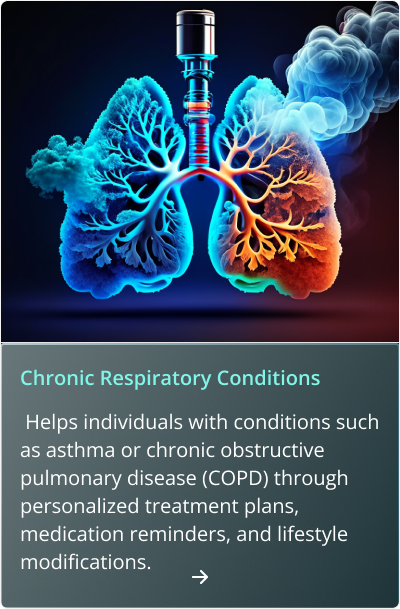 Chronic Respiratory Conditions
Helps individuals with conditions such
as asthma or chronic obstructive
pulmonary disease (COPD) through
personalized treatment plans,
medication reminders, and lifestyle
modifications.